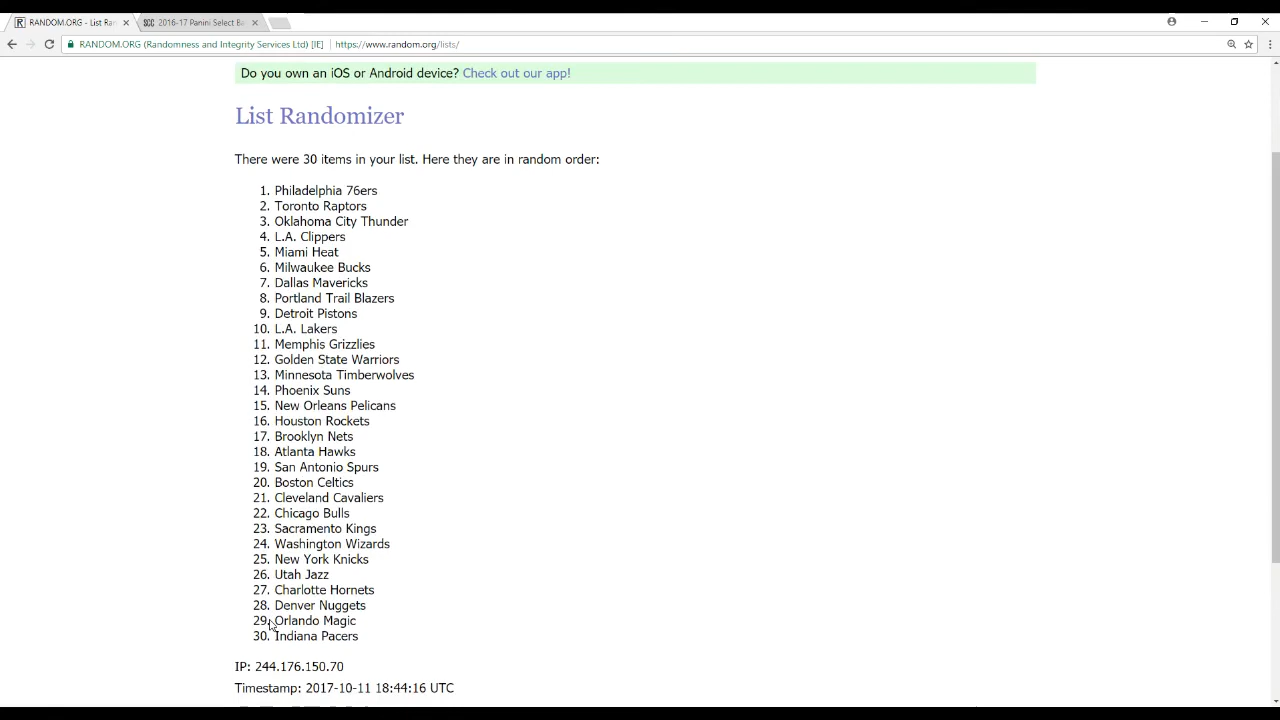 RANDOM.ORG - List Ran
2016-17 Panini Select Ba
RANDOM.ORG (Randomness and Integrity Services Ltd) [IE] https://www.random.org/lists/
Do you own an iOS or Android device? Check out our app!
List Randomizer
There were 30 items in your list. Here they are in random order:
1. Philadelphia 76ers
2. Toronto Raptors
3. Oklahoma City Thunder
4. L.A. Clippers
5. Miami Heat
6. Milwaukee Bucks
7. Dallas Mavericks
8. Portland Trail Blazers
9. Detroit Pistons
10. L.A. Lakers
11. Memphis Grizzlies
12. Golden State Warriors
13. Minnesota Timberwolves
14. Phoenix Suns
15. New Orleans Pelicans
16. Houston Rockets
17. Brooklyn Nets
18. Atlanta Hawks
19. San Antonio Spurs
20. Boston Celtics
21. Cleveland Cavaliers
22. Chicago Bulls
23. Sacramento Kings
24. Washington Wizards
25. New York Knicks
26. Utah Jazz
27. Charlotte Hornets
28. Denver Nuggets
29. Orlando Magic
30. Indiana Pacers
IP: 244.176.150.70
Timestamp: 2017-10-11 18:44:16 UTC